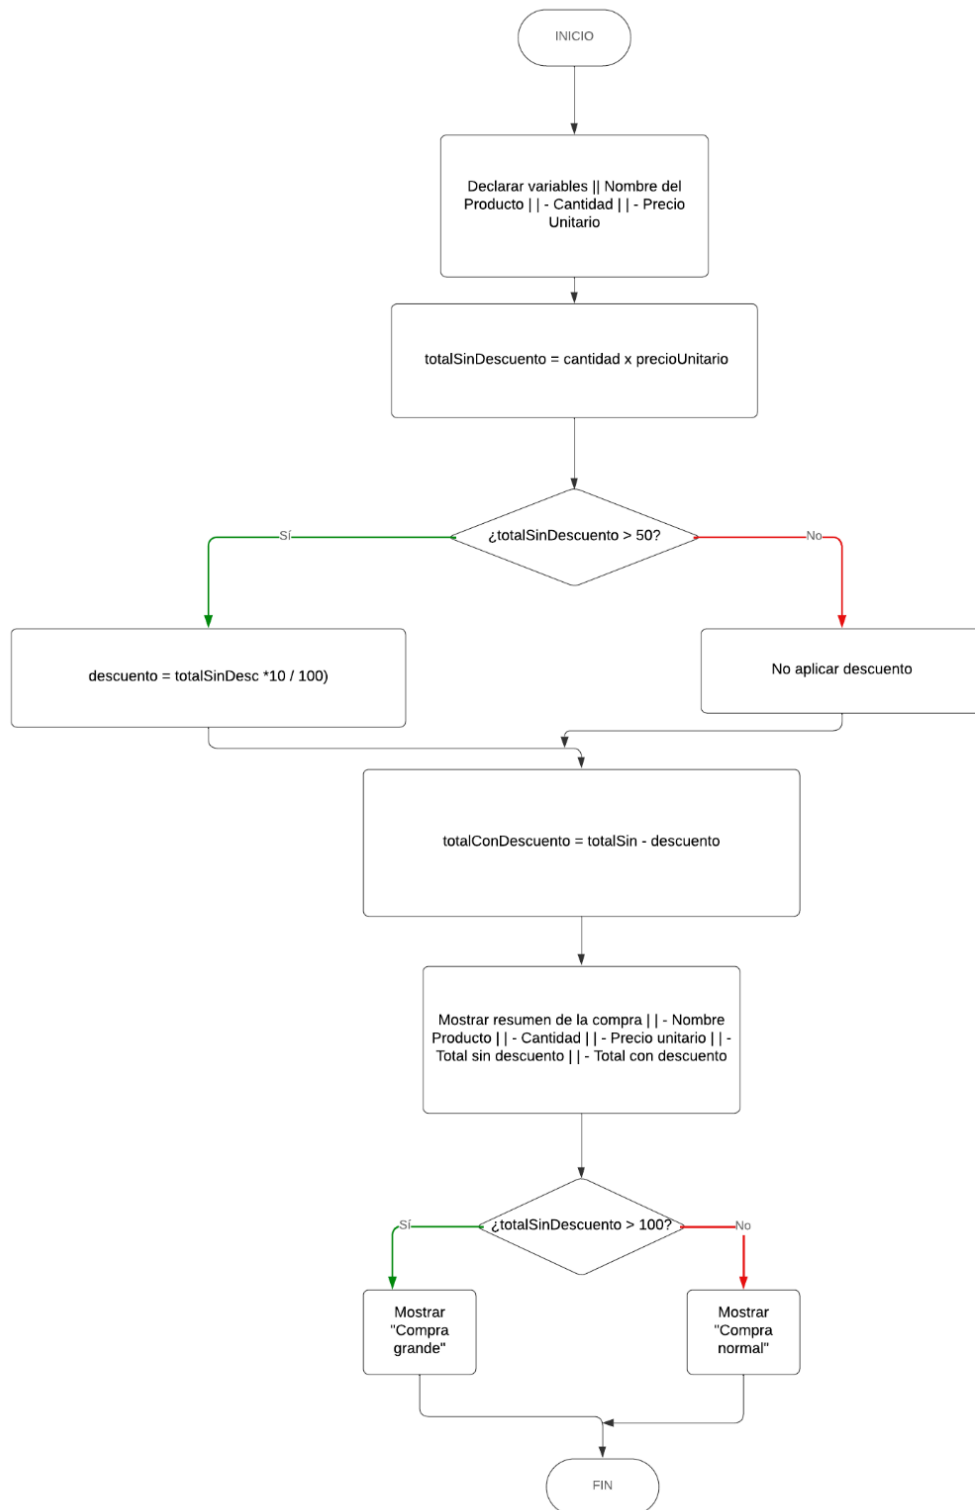 INICIO
Declarar variables || Nombre del
Producto | | - Cantidad | | - Precio
Unitario
totalSinDescuento = cantidad x precioUnitario
¿totalSinDescuento > 50?
Sí
No
descuento = totalSinDesc *10 / 100)
No aplicar descuento
totalConDescuento = totalSin - descuento
Mostrar resumen de la compra | | - Nombre
Producto | | - Cantidad | | - Precio unitario | | -
Total sin descuento | | - Total con descuento
¿totalSinDescuento > 100?
Sí
No
Mostrar
"Compra
grande"
Mostrar
"Compra
normal"
FIN